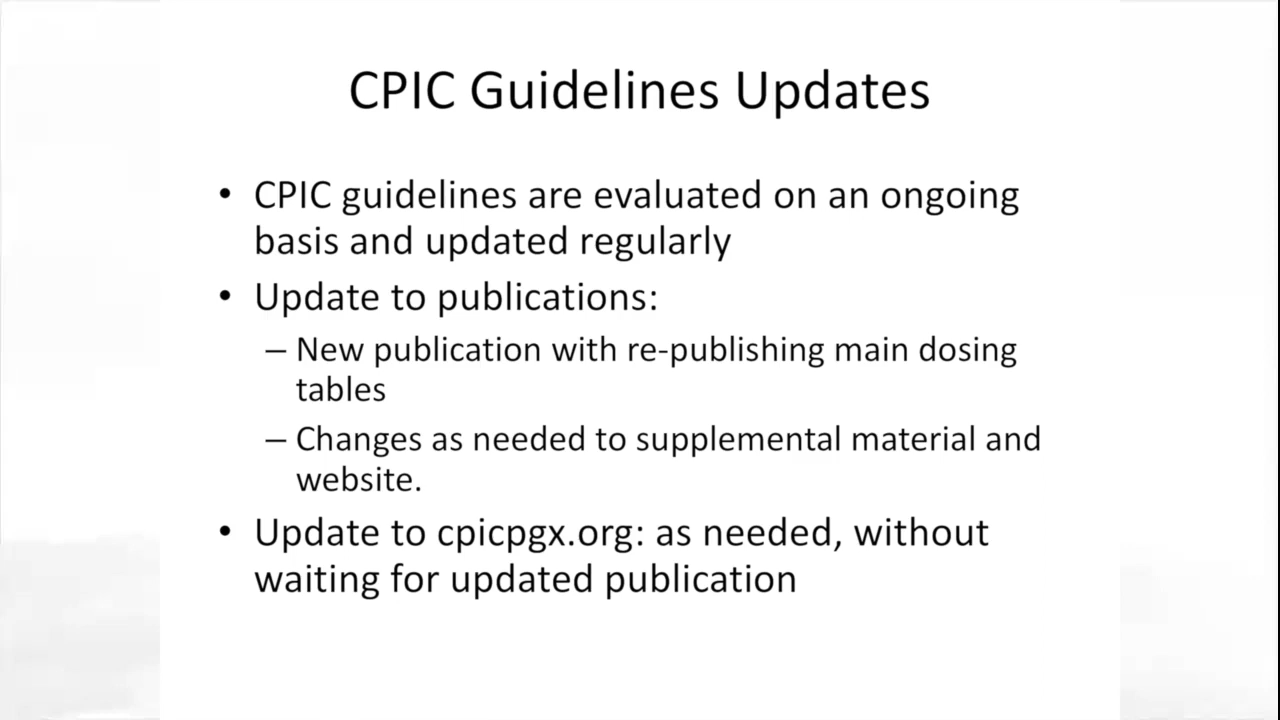 CPIC Guidelines Updates
• CPIC guidelines are evaluated on an ongoing
basis and updated regularly
• Update to publications:
– New publication with re-publishing main dosing
tables
– Changes as needed to supplemental material and
website.
• Update to cpicpgx.org: as needed, without
waiting for updated publication